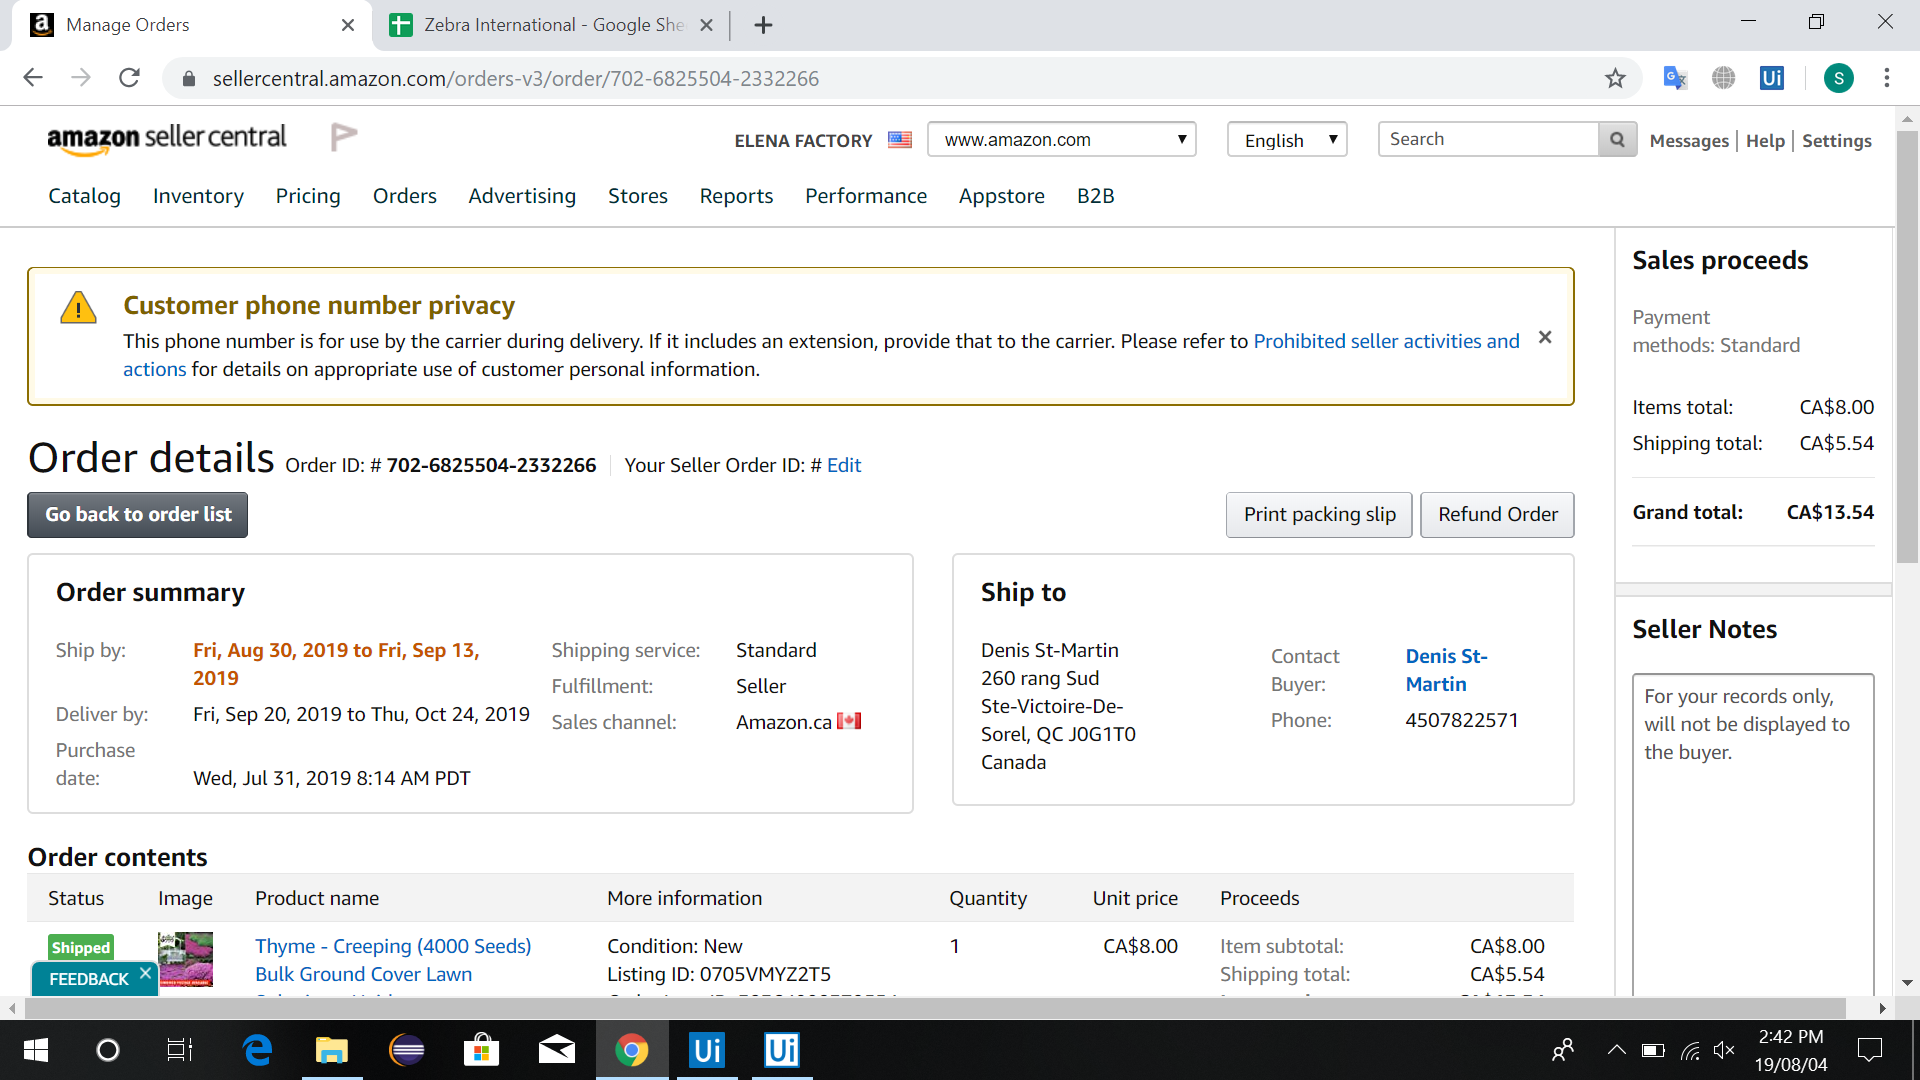 Manage Orders
Zebra International - Google She
sellercentral.amazon.com/orders-v3/order/702-6825504-2332266
Ui
S
amazon seller central
ELENA FACTORY
www.amazon.com
English
Search
Messages | Help | Settings
Catalog Inventory Pricing Orders Advertising Stores Reports Performance Appstore B2B
Customer phone number privacy
This phone number is for use by the carrier during delivery. If it includes an extension, provide that to the carrier. Please refer to Prohibited seller activities and
actions for details on appropriate use of customer personal information.
Order details Order ID: # 702-6825504-2332266 Your Seller Order ID: # Edit
Go back to order list
Print packing slip
Refund Order
Order summary
Ship by: Fri, Aug 30, 2019 to Fri, Sep 13,
2019
Deliver by: Fri, Sep 20, 2019 to Thu, Oct 24, 2019
Purchase
date: Wed, Jul 31, 2019 8:14 AM PDT
Shipping service: Standard
Fulfillment: Seller
Sales channel: Amazon.ca
Ship to
Denis St-Martin
260 rang Sud
Ste-Victoire-De-
Sorel, QC J0G1T0
Canada
Contact
Buyer:
Denis St-
Martin
Phone: 4507822571
Sales proceeds
Payment
methods: Standard
Items total: CA$8.00
Shipping total: CA$5.54
Grand total: CA$13.54
Seller Notes
For your records only,
will not be displayed to
the buyer.
Order contents
Status Image Product name More information Quantity Unit price Proceeds
Shipped
Thyme - Creeping (4000 Seeds)
Bulk Ground Cover Lawn
Condition: New
Listing ID: 0705VMYZ2T5
1
CA$8.00
Item subtotal: CA$8.00
Shipping total: CA$5.54
FEEDBACK
Ui
Ui
2:42 PM
19/08/04